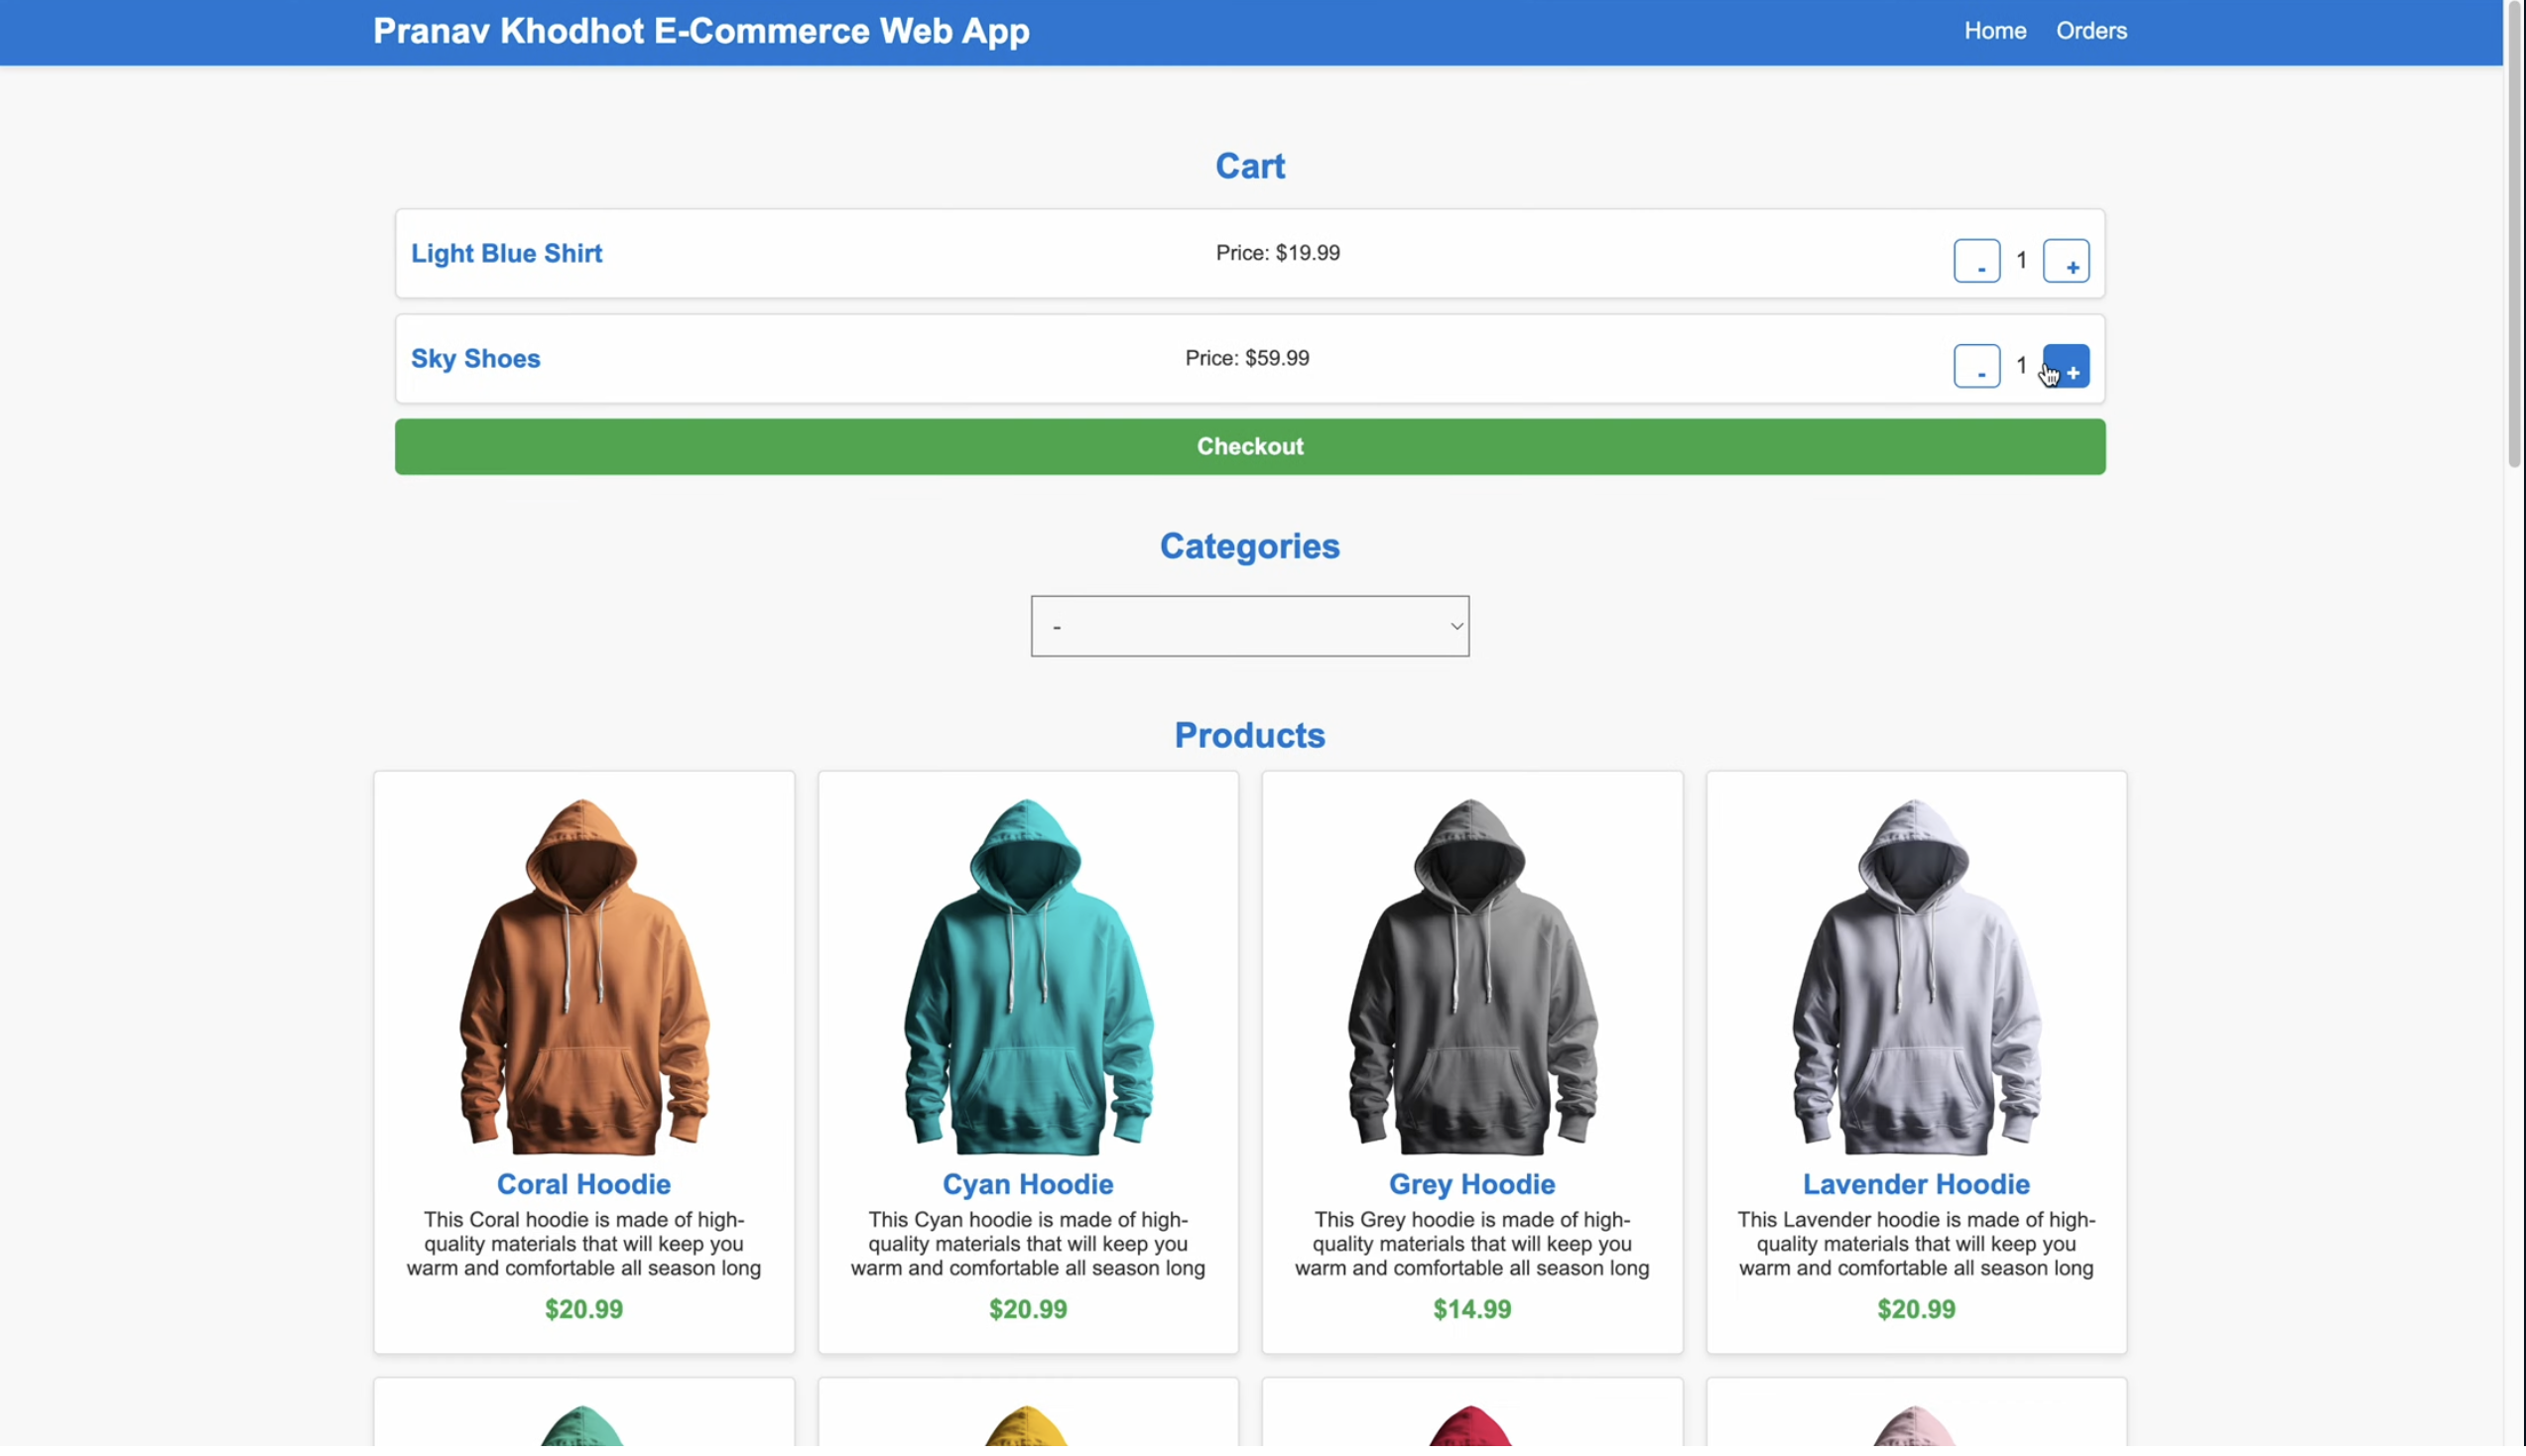 Pranav Khodhot E-Commerce Web App
Home Orders
Cart
Light Blue Shirt Price: $19.99 - 1 +
Sky Shoes Price: $59.99 - 1 +
Checkout
Categories
-
Products
Coral Hoodie
This Coral hoodie is made of high-
quality materials that will keep you
warm and comfortable all season long
$20.99
Cyan Hoodie
This Cyan hoodie is made of high-
quality materials that will keep you
warm and comfortable all season long
$20.99
Grey Hoodie
This Grey hoodie is made of high-
quality materials that will keep you
warm and comfortable all season long
$14.99
Lavender Hoodie
This Lavender hoodie is made of high-
quality materials that will keep you
warm and comfortable all season long
$20.99